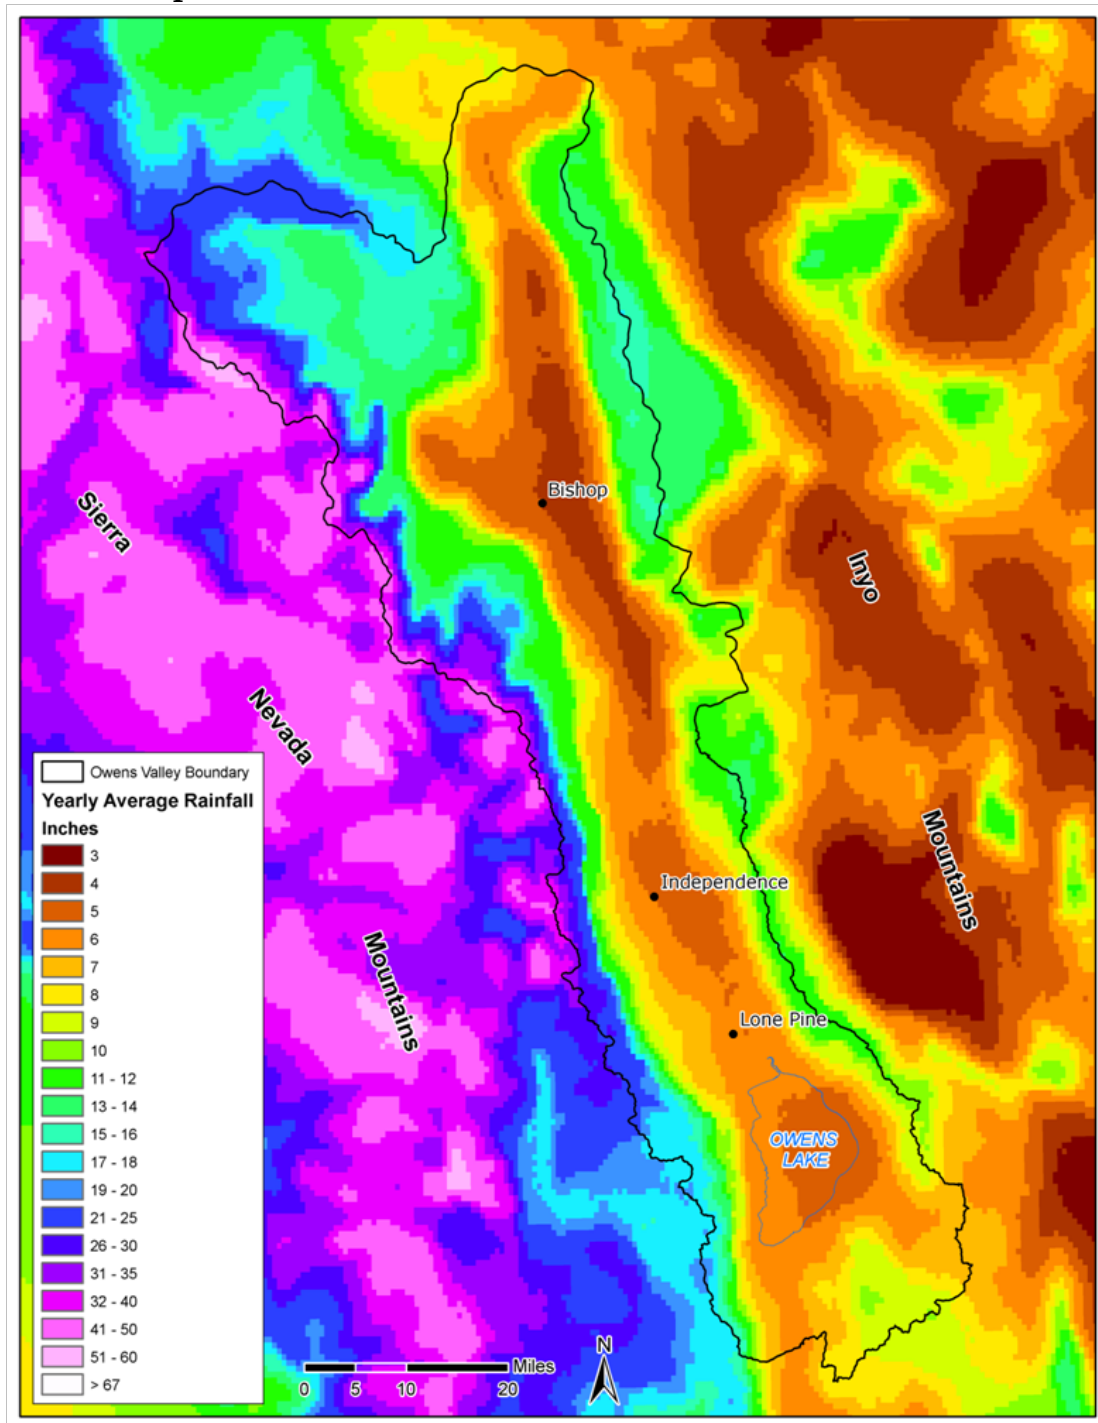 Bishop
Sierra
Inyo
Nevada
Owens Valley Boundary
Yearly Average Rainfall
Inches
3
4
5
6
7
8
9
10
11 - 12
13 - 14
15 - 16
17 - 18
19 - 20
21 - 25
26 - 30
31 - 35
32 - 40
41 - 50
51 - 60
> 67
Mountains
Independence
Mountains
Lone Pine
OWENS
LAKE
N
Miles
0 5 10 20